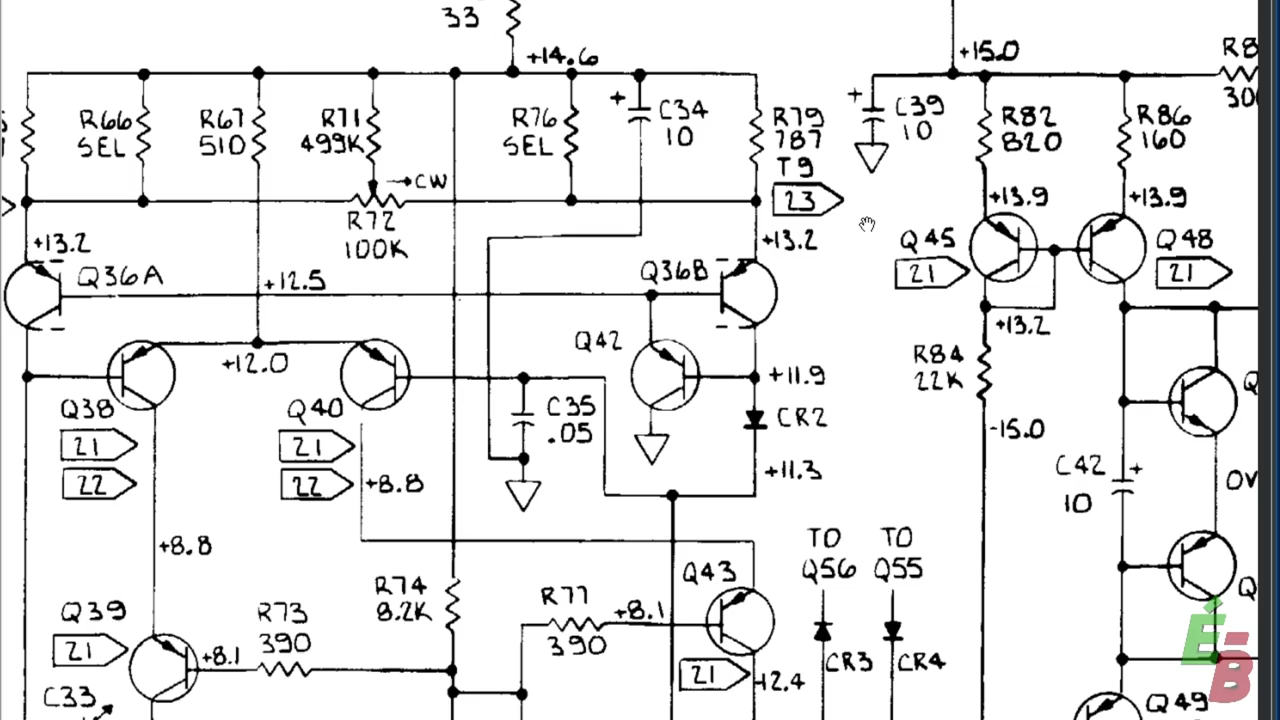 33
+14.6
+15.0
R8
30
R66
SEL
R67
510
R71
499K
R76
SEL
+
C34
10
R79
787
T9
23
+
C39
10
R82
820
R86
160
→CW
R72
100K
+13.2
Q36A
+12.5
Q36B
+13.2
+13.9
+13.9
Q45
21
Q48
21
+13.2
+12.0
Q42
+11.9
R84
22K
Q38
21
22
Q40
21
22
C35
.05
CR2
-15.0
+8.8
+11.3
C42
10
+
0V
+8.8
TO
Q56
TO
Q55
Q43
R74
8.2K
R77
390
+8.1
Q39
21
R73
390
+8.1
21
CR3
CR4
C33
Q49
E-B